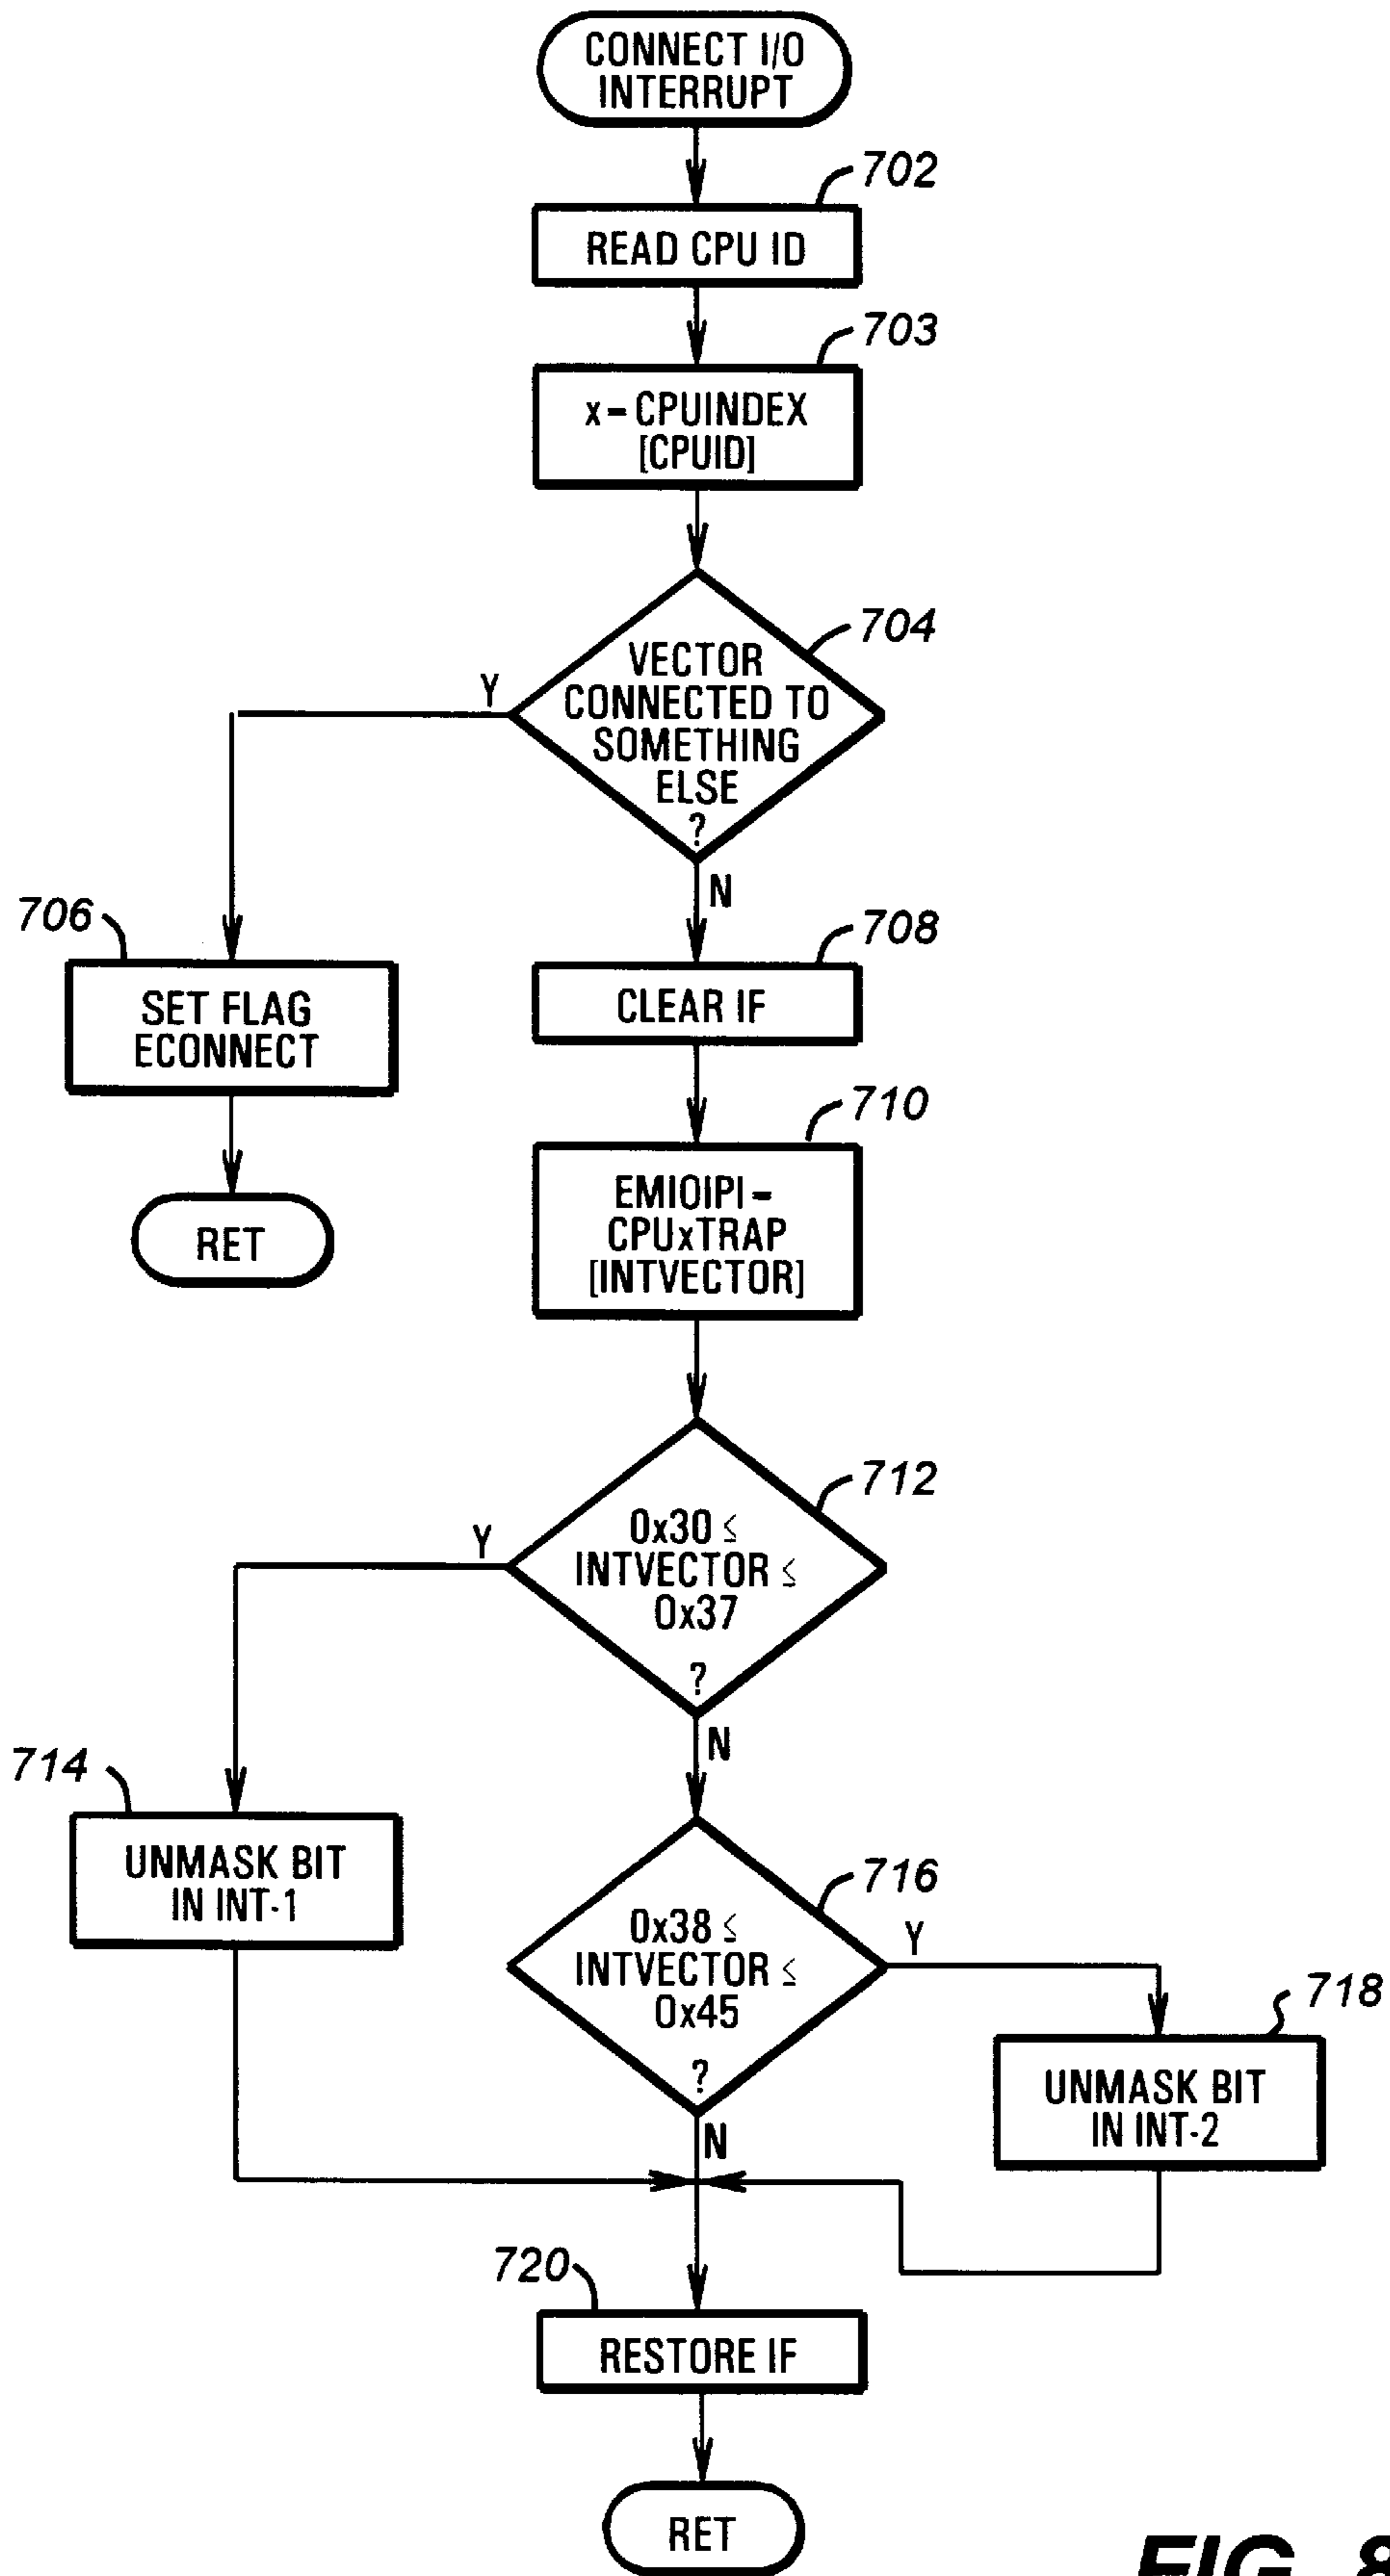 CONNECT I/O
INTERRUPT
702
READ CPU ID
703
x = CPUINDEX
[CPUID]
704
VECTOR
CONNECTED TO
SOMETHING
ELSE
?
Y
N
706
SET FLAG
ECONNECT
RET
708
CLEAR IF
710
EMIOIPI =
CPUxTRAP
[INTVECTOR]
712
0x30 ≤
INTVECTOR ≤
0x37
?
Y
N
714
UNMASK BIT
IN INT-1
716
0x38 ≤
INTVECTOR ≤
0x45
?
Y
N
718
UNMASK BIT
IN INT-2
720
RESTORE IF
RET
FIG. 8